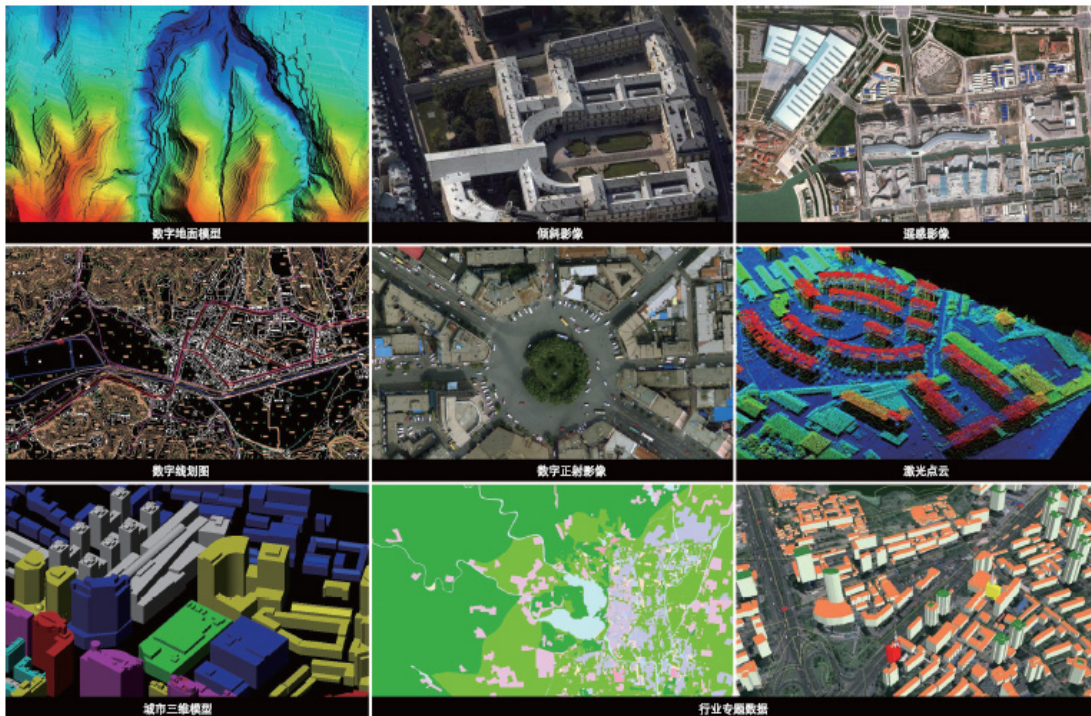 数字地面模型
倾斜影像
遥感影像
数字线划图
数字正射影像
激光点云
城市三维模型
行业专题数据